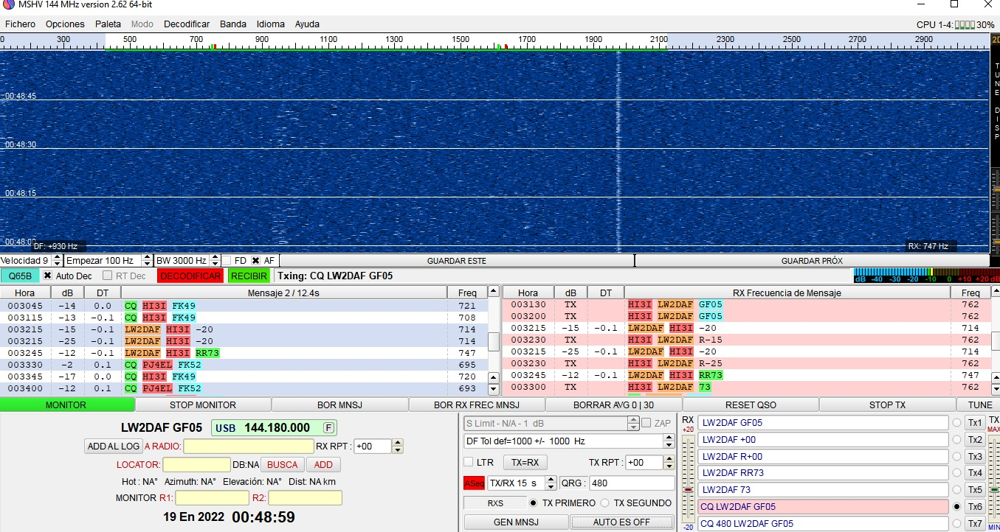 MSHV 144 MHz version 2.62 64-bit
Fichero Opciones Paleta Modo Decodificar Banda Idioma Ayuda CPU 1-4: 30%
0 300 500 700 900 1100 1300 1500 1700 1900 2100 2300 2500 2700 2900 2D
TUNE DISP
00:48:45
00:48:30
00:48:15
00:48:00 DF: +930 Hz RX: 747 Hz
Velocidad 9 Empezar 100 Hz BW 3000 Hz FD AF GUARDAR ESTE GUARDAR PRÓX
Q65B Auto Dec RT Dec DECODIFICAR RECIBIR Txing: CQ LW2DAF GF05 dB -40 -30 -20 -10 0 +10 +20dB
Hora dB DT Mensaje 2 / 12.4s Freq
003045 -14 0.0 CQ HI3I FK49 721
003115 -13 -0.1 CQ HI3I FK49 708
003215 -15 -0.1 LW2DAF HI3I -20 714
003215 -25 -0.1 LW2DAF HI3I -20 714
003245 -12 -0.1 LW2DAF HI3I RR73 747
003330 -2 0.1 CQ PJ4EL FK52 695
003345 -17 0.0 CQ HI3I FK49 720
003400 -12 0.1 CQ PJ4EL FK52 693
Hora dB DT RX Frecuencia de Mensaje Freq
003130 TX HI3I LW2DAF GF05 762
003200 TX HI3I LW2DAF GF05 762
003215 -15 -0.1 LW2DAF HI3I -20 714
003230 TX HI3I LW2DAF R-15 762
003215 -25 -0.1 LW2DAF HI3I -20 714
003230 TX HI3I LW2DAF R-25 762
003245 -12 -0.1 LW2DAF HI3I RR73 747
003300 TX HI3I LW2DAF 73 762
MONITOR STOP MONITOR BOR MNSJ BOR RX FREC MNSJ BORRAR AVG 0 | 30 RESET QSO STOP TX TUNE
LW2DAF GF05 USB 144.180.000 F
ADD AL LOG A RADIO: RX RPT : +00
LOCATOR: DB:NA BUSCA ADD
Hot : NA° Azimuth: NA° Elevación: NA° Dist: NA km
MONITOR R1: R2:
19 En 2022 00:48:59
S Limit - N/A - 1 dB ZAP
DF Tol def=1000 +/- 1000 Hz
LTR TX=RX TX RPT : +00
ASeq TX/RX 15 s QRG : 480
RXS TX PRIMERO TX SEGUNDO
GEN MNSJ AUTO ES OFF
RX +20 -20
LW2DAF GF05 Tx1
LW2DAF +00 Tx2
LW2DAF R+00 Tx3
LW2DAF RR73 Tx4
LW2DAF 73 Tx5
CQ LW2DAF GF05 Tx6
CQ 480 LW2DAF GF05 Tx7
TX MAX MIN